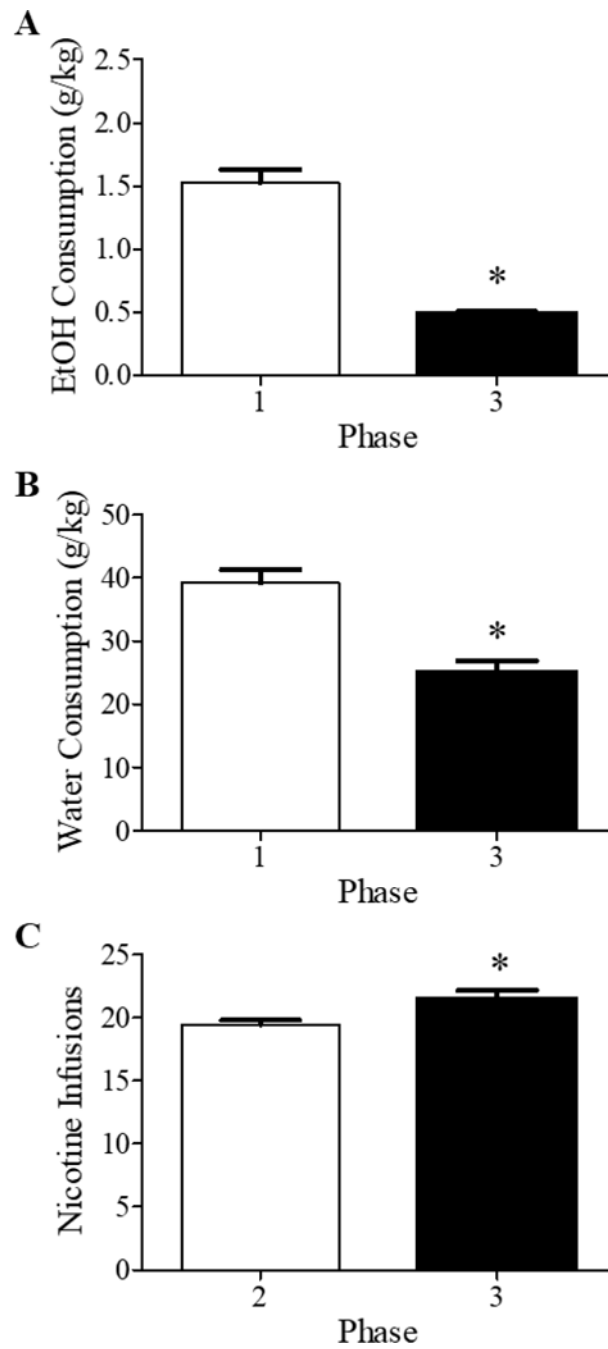 A
EtOH Consumption (g/kg)
2.5
2.0
1.5
1.0
0.5
0.0
*
1 3
Phase
B
Water Consumption (g/kg)
50
40
30
20
10
0
*
1 3
Phase
C
Nicotine Infusions
25
20
15
10
5
0
*
2 3
Phase